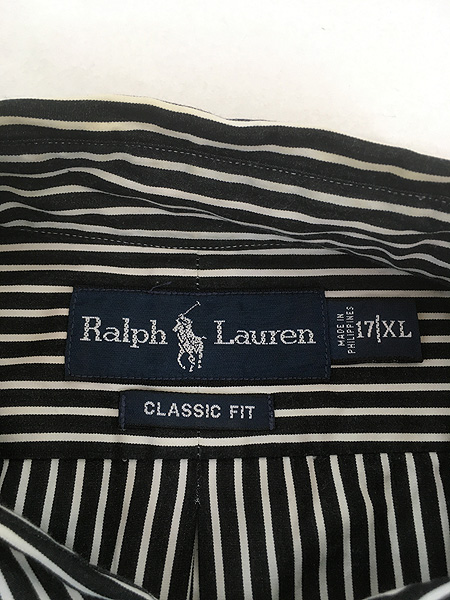 Ralph Lauren
MADE IN
PHILIPPINES
17/XL
CLASSIC FIT